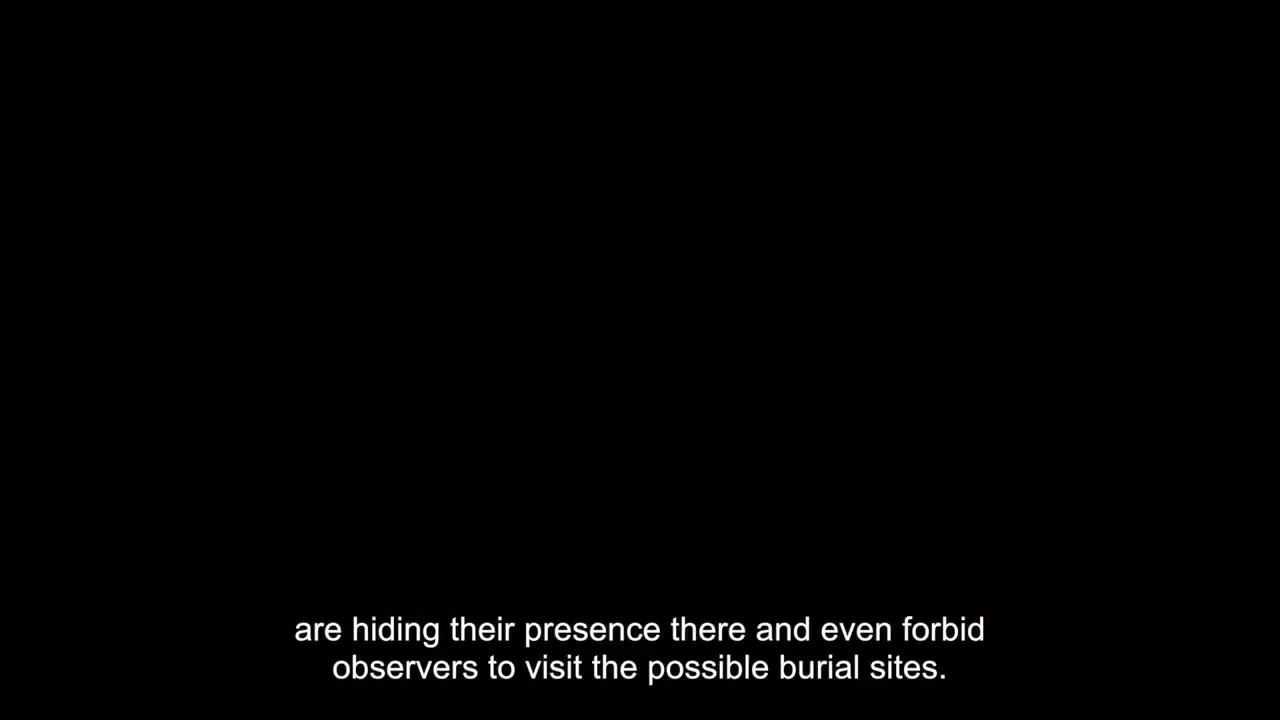 are hiding their presence there and even forbid
observers to visit the possible burial sites.